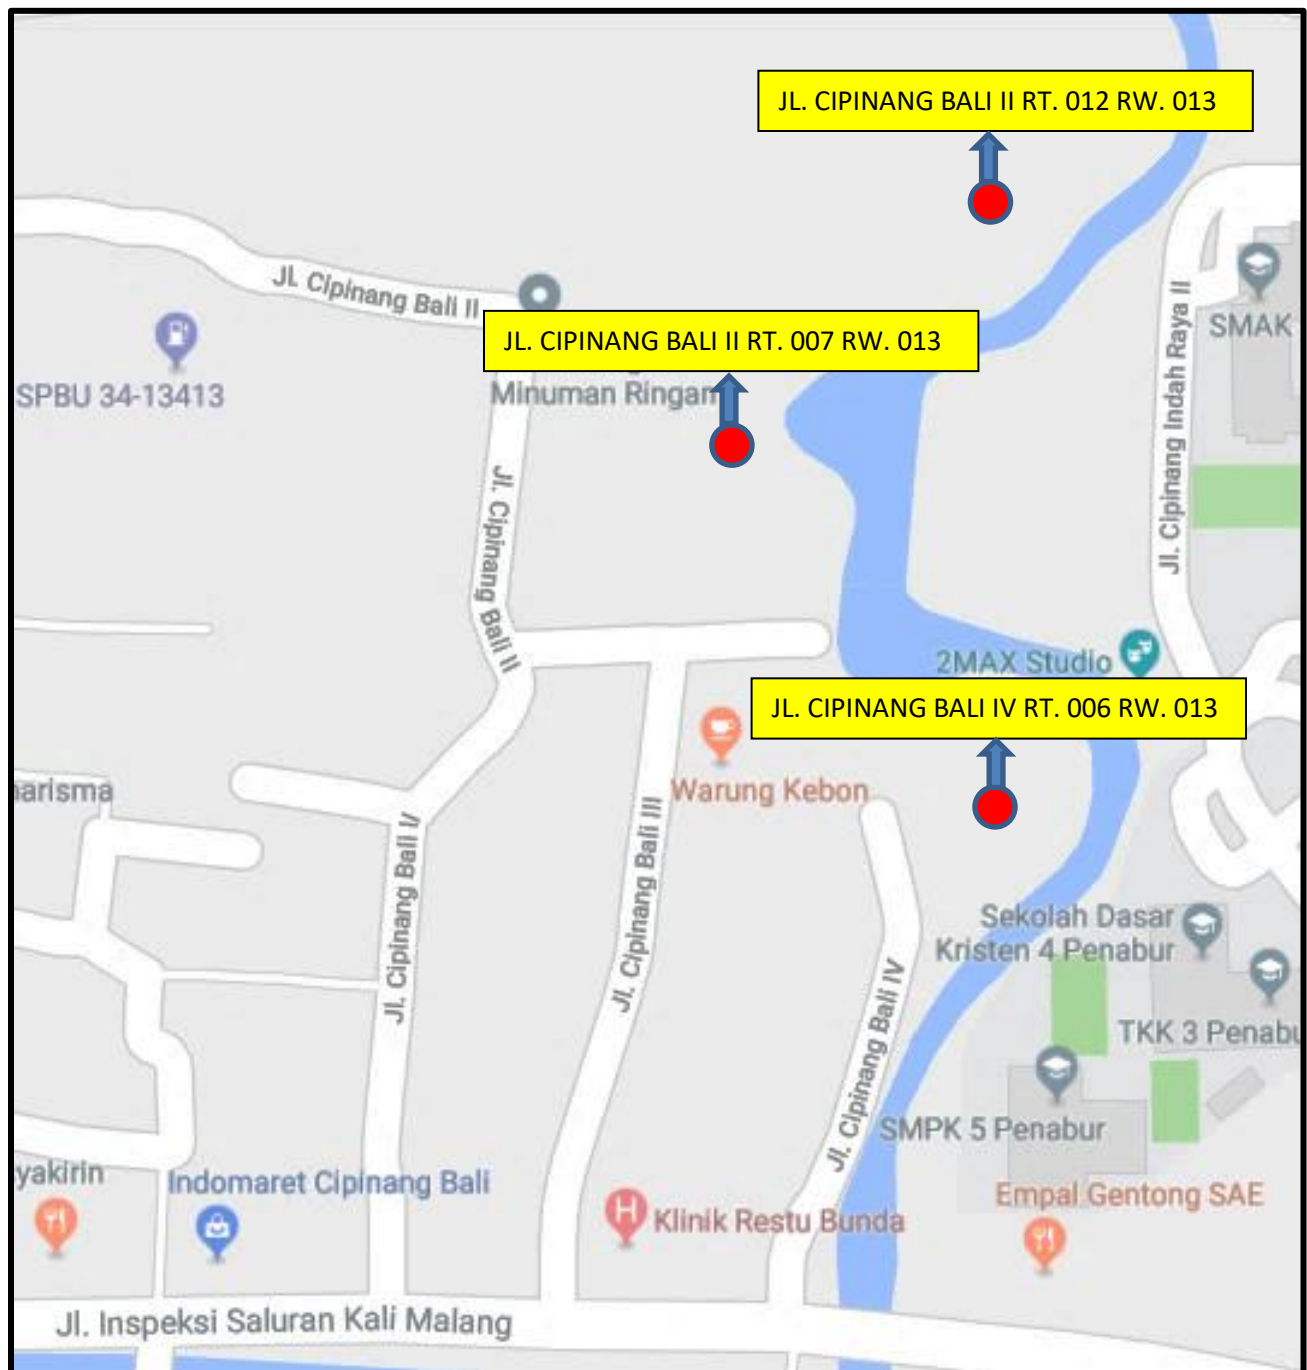 JL. CIPINANG BALI II RT. 012 RW. 013
Jl. Cipinang Bali II
SMAK
JL. CIPINANG BALI II RT. 007 RW. 013
SPBU 34-13413
Minuman Ringan
Jl. Cipinang Indah Raya II
Jl. Cipinang Bali II
2MAX Studio
JL. CIPINANG BALI IV RT. 006 RW. 013
arisma
Warung Kebon
Jl. Cipinang Bali I/
Jl. Cipinang Bali III
Sekolah Dasar
Kristen 4 Penabur
Jl. Cipinang Bali IV
TKK 3 Penabu
SMPK 5 Penabur
yakirin
Indomaret Cipinang Bali
Empal Gentong SAE
Klinik Restu Bunda
Jl. Inspeksi Saluran Kali Malang